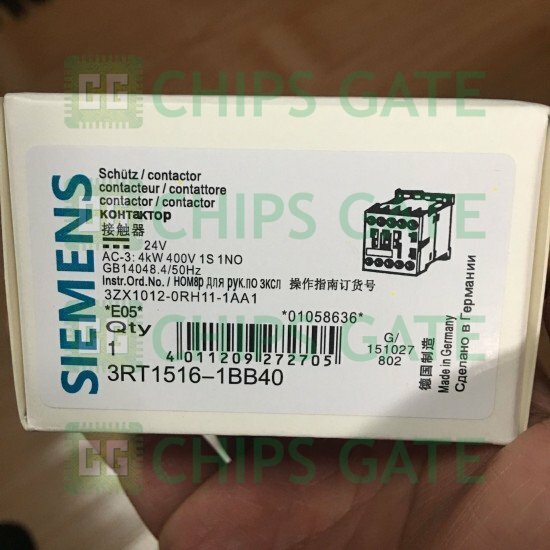 CHIPS GATE
SIEMENS
Schütz / contactor
contacteur / contattore
contactor / contactor
контактор
接触器
24V
AC-3: 4kW 400V 1S 1NO
GB14048.4/50Hz
Instr.Ord.No. / номер для рук.по экспл 操作指南订货号
3ZX1012-0RH11-1AA1
*E05*
*01058636*
Qty
1
4 011209 272705
G/
151027
802
3RT1516-1BB40
德国制造
Made in Germany
Сделано в Германии
CHIPS GATE
CHIPS GATE
CHIPS GATE